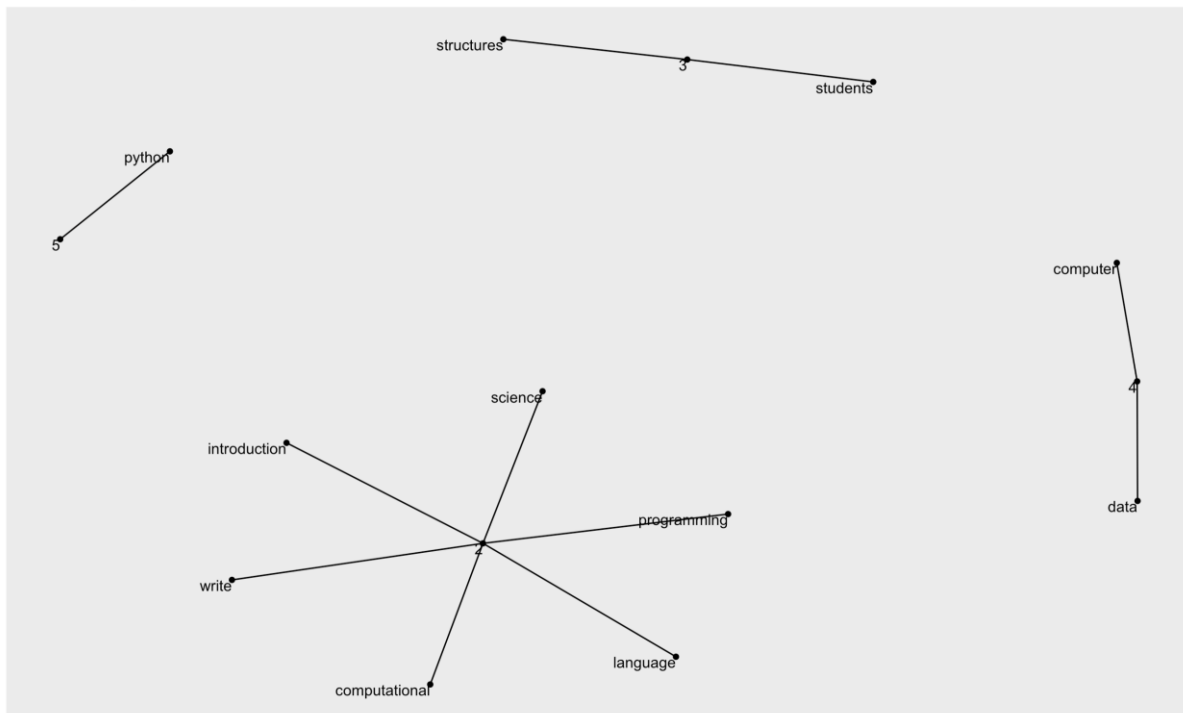 structures
3
students
python
5
computer
4
science
introduction
data
programming
2
write
language
computational